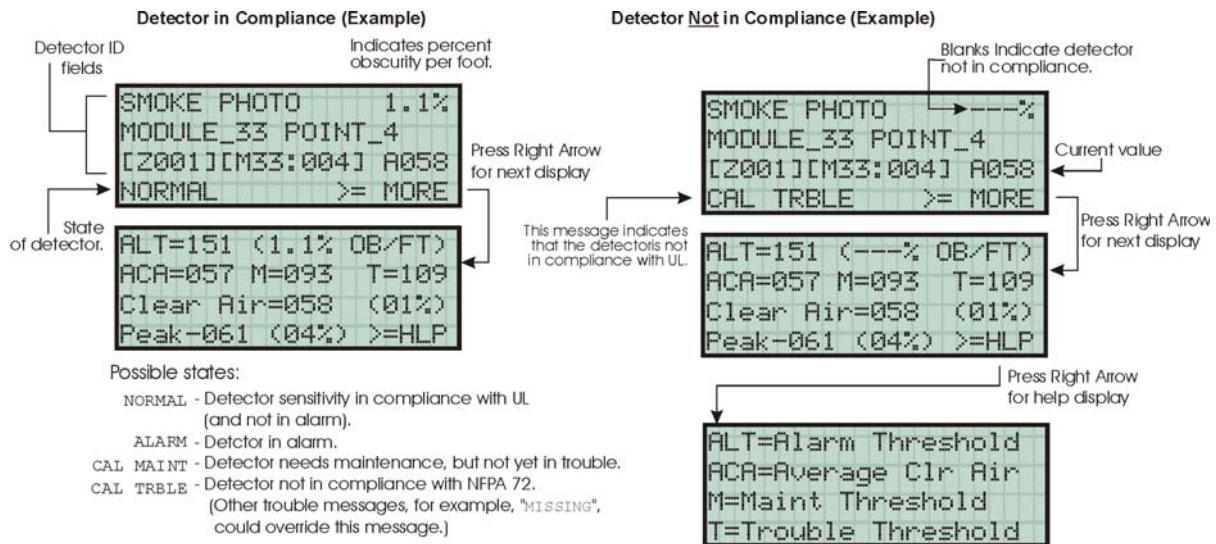 Detector in Compliance (Example)
Detector ID
fields
Indicates percent
obscurity per foot.
SMOKE PHOTO 1.1%
MODULE_33 POINT_4
[Z001][M33:004] A058
NORMAL >= MORE
Press Right Arrow
for next display
State
of detector.
ALT=151 (1.1% OB/FT)
ACA=057 M=093 T=109
Clear Air=058 (01%)
Peak-061 (04%) >=HLP
Possible states:
NORMAL - Detector sensitivity in compliance with UL
(and not in alarm).
ALARM - Detctor in alarm.
CAL MAINT - Detector needs maintenance, but not yet in trouble.
CAL TRBLE - Detector not in compliance with NFPA 72.
(Other trouble messages, for example, "MISSING",
could override this message.)
Detector Not in Compliance (Example)
Blanks Indicate detector
not in compliance.
SMOKE PHOTO ---%
MODULE_33 POINT_4
[Z001][M33:004] A058
CAL TRBLE >= MORE
Current value
This message indicates
that the detectoris not
in compliance with UL.
Press Right Arrow
for next display
ALT=151 (---% OB/FT)
ACA=057 M=093 T=109
Clear Air=058 (01%)
Peak-061 (04%) >=HLP
Press Right Arrow
for help display
ALT=Alarm Threshold
ACA=Average Clr Air
M=Maint Threshold
T=Trouble Threshold